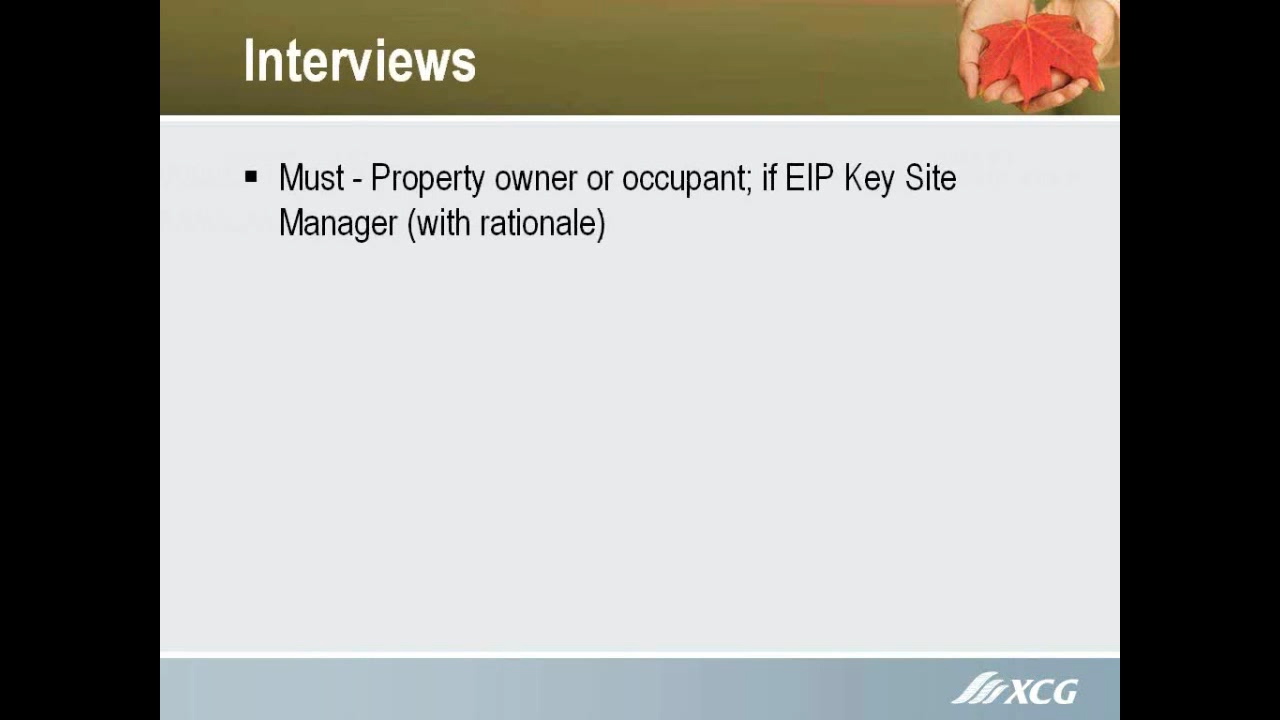 Interviews
▪ Must - Property owner or occupant; if EIP Key Site
Manager (with rationale)
XCG